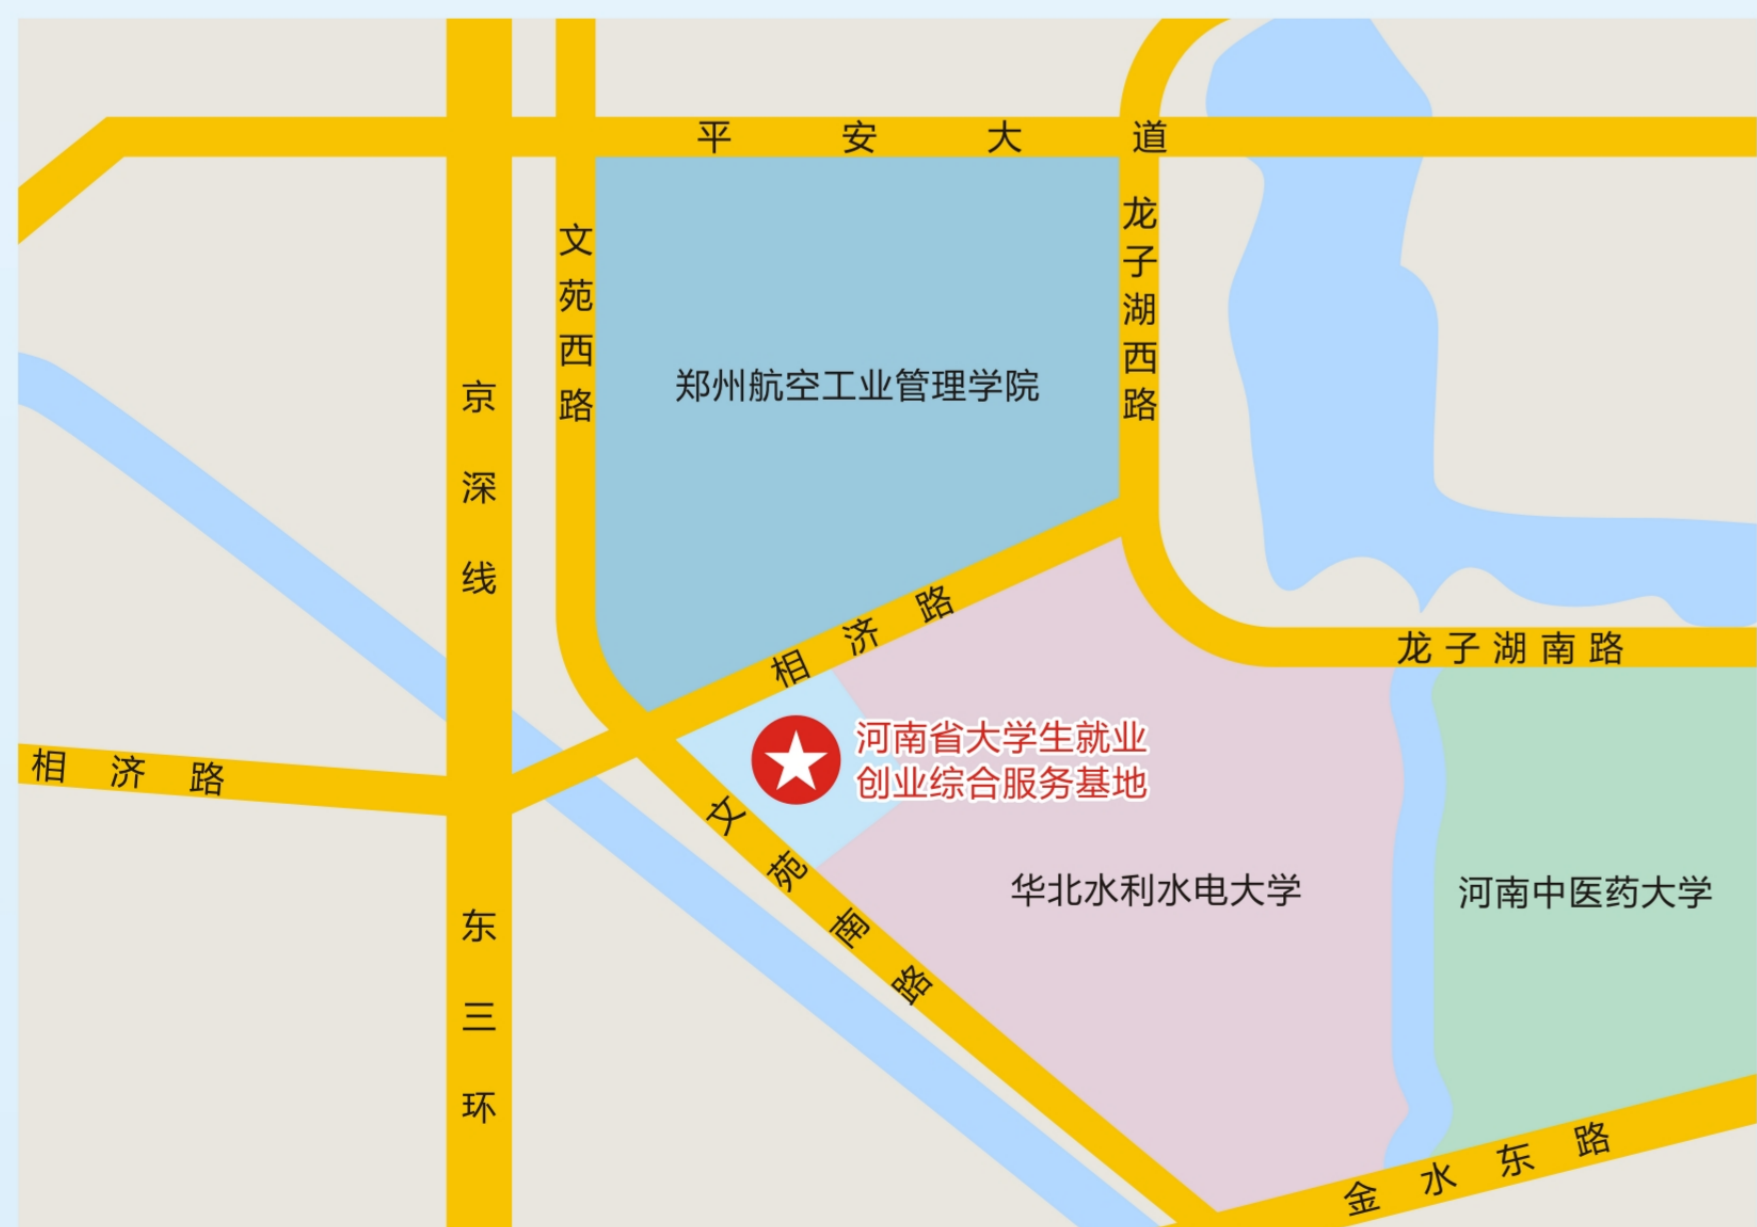 平安大道
文苑西路
龙子湖西路
京深线
郑州航空工业管理学院
相济路
龙子湖南路
河南省大学生就业
创业综合服务基地
相济路
文苑南路
华北水利水电大学
河南中医药大学
东三环
金水东路